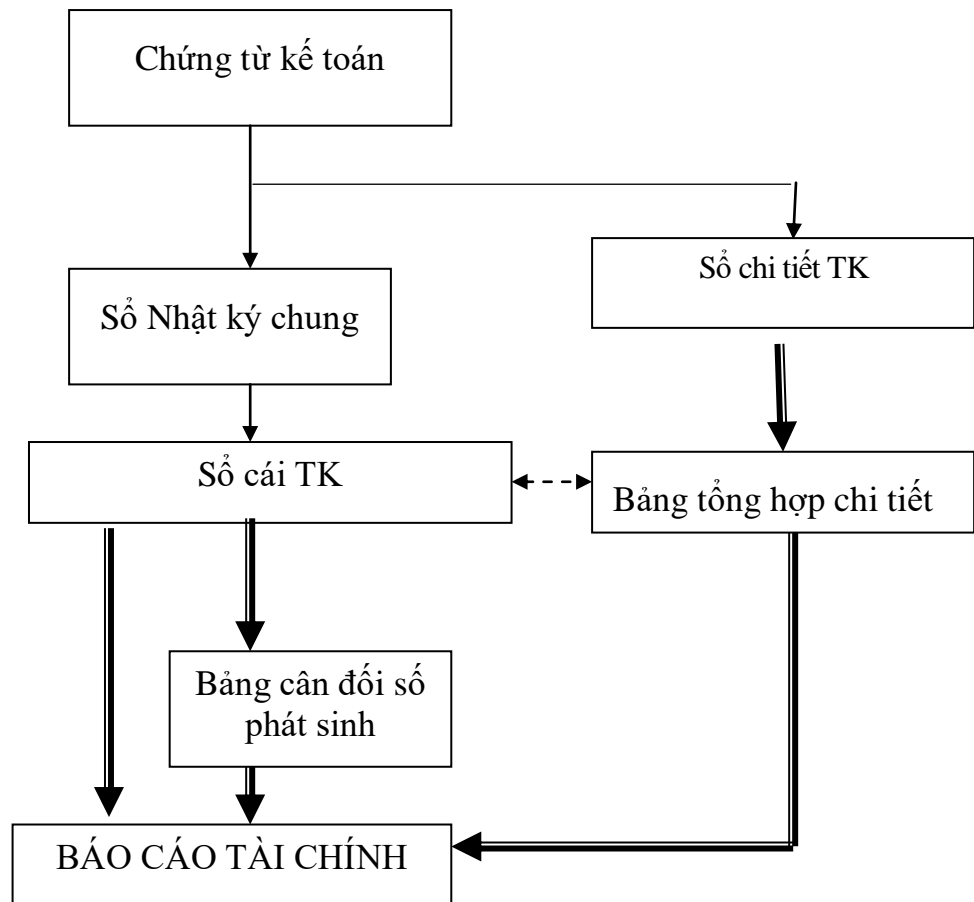 Chứng từ kế toán
Sổ chi tiết TK
Sổ Nhật ký chung
Sổ cái TK
Bảng tổng hợp chi tiết
Bảng cân đối số
phát sinh
BÁO CÁO TÀI CHÍNH